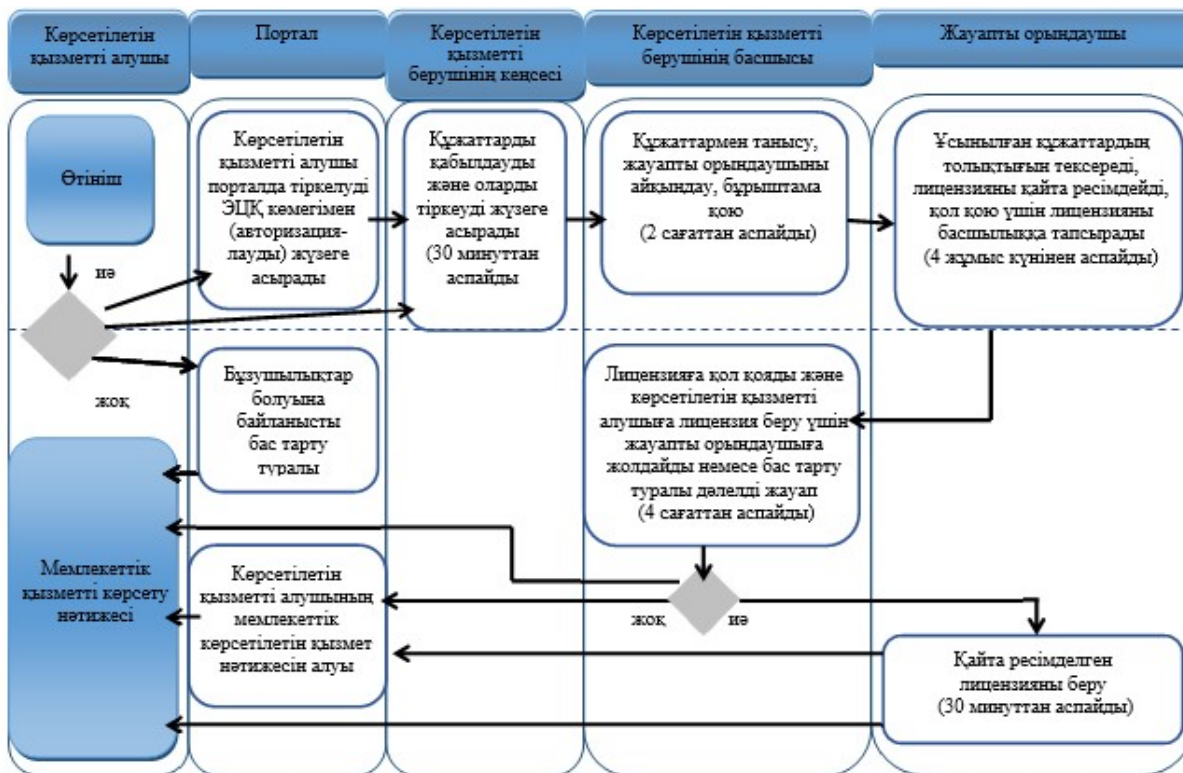 Көрсетілетін
қызметті алушы
Портал
Көрсетілетін
қызметті
берушінің кеңсесі
Көрсетілетін қызметті
берушінің басшысы
Жауапты орындаушы
Өтініш
Көрсетілетін
қызметті алушы
порталда тіркелуді
ЭЦҚ көмегімен
(авторизация-
лауды) жүзеге
асырады
Құжаттарды
қабылдауды
және оларды
тіркеуді жүзеге
асырады
(30 минуттан
аспайды
Құжаттармен танысу,
жауапты орындаушыны
айқындау, бұрыштама
қою
(2 сағаттан аспайды)
Ұсынылған құжаттардың
толықтығын тексереді,
лицензияны қайта ресімдейді,
қол қою үшін лицензияны
басшылыққа тапсырады
(4 жұмыс күнінен аспайды)
иә
жоқ
Бұзушылықтар
болуына
байланысты
бас тарту
туралы
Лицензияға қол қояды және
көрсетілетін қызметті
алушыға лицензия беру үшін
жауапты орындаушыға
жолдайды немесе бас тарту
туралы дәлелді жауап
(4 сағаттан аспайды)
Мемлекеттік
қызметті көрсету
нәтижесі
Көрсетілетін
қызметті алушының
мемлекеттік
көрсетілетін қызмет
нәтижесін алуы
жоқ
иә
Қайта ресімделген
лицензияны беру
(30 минуттан аспайды)